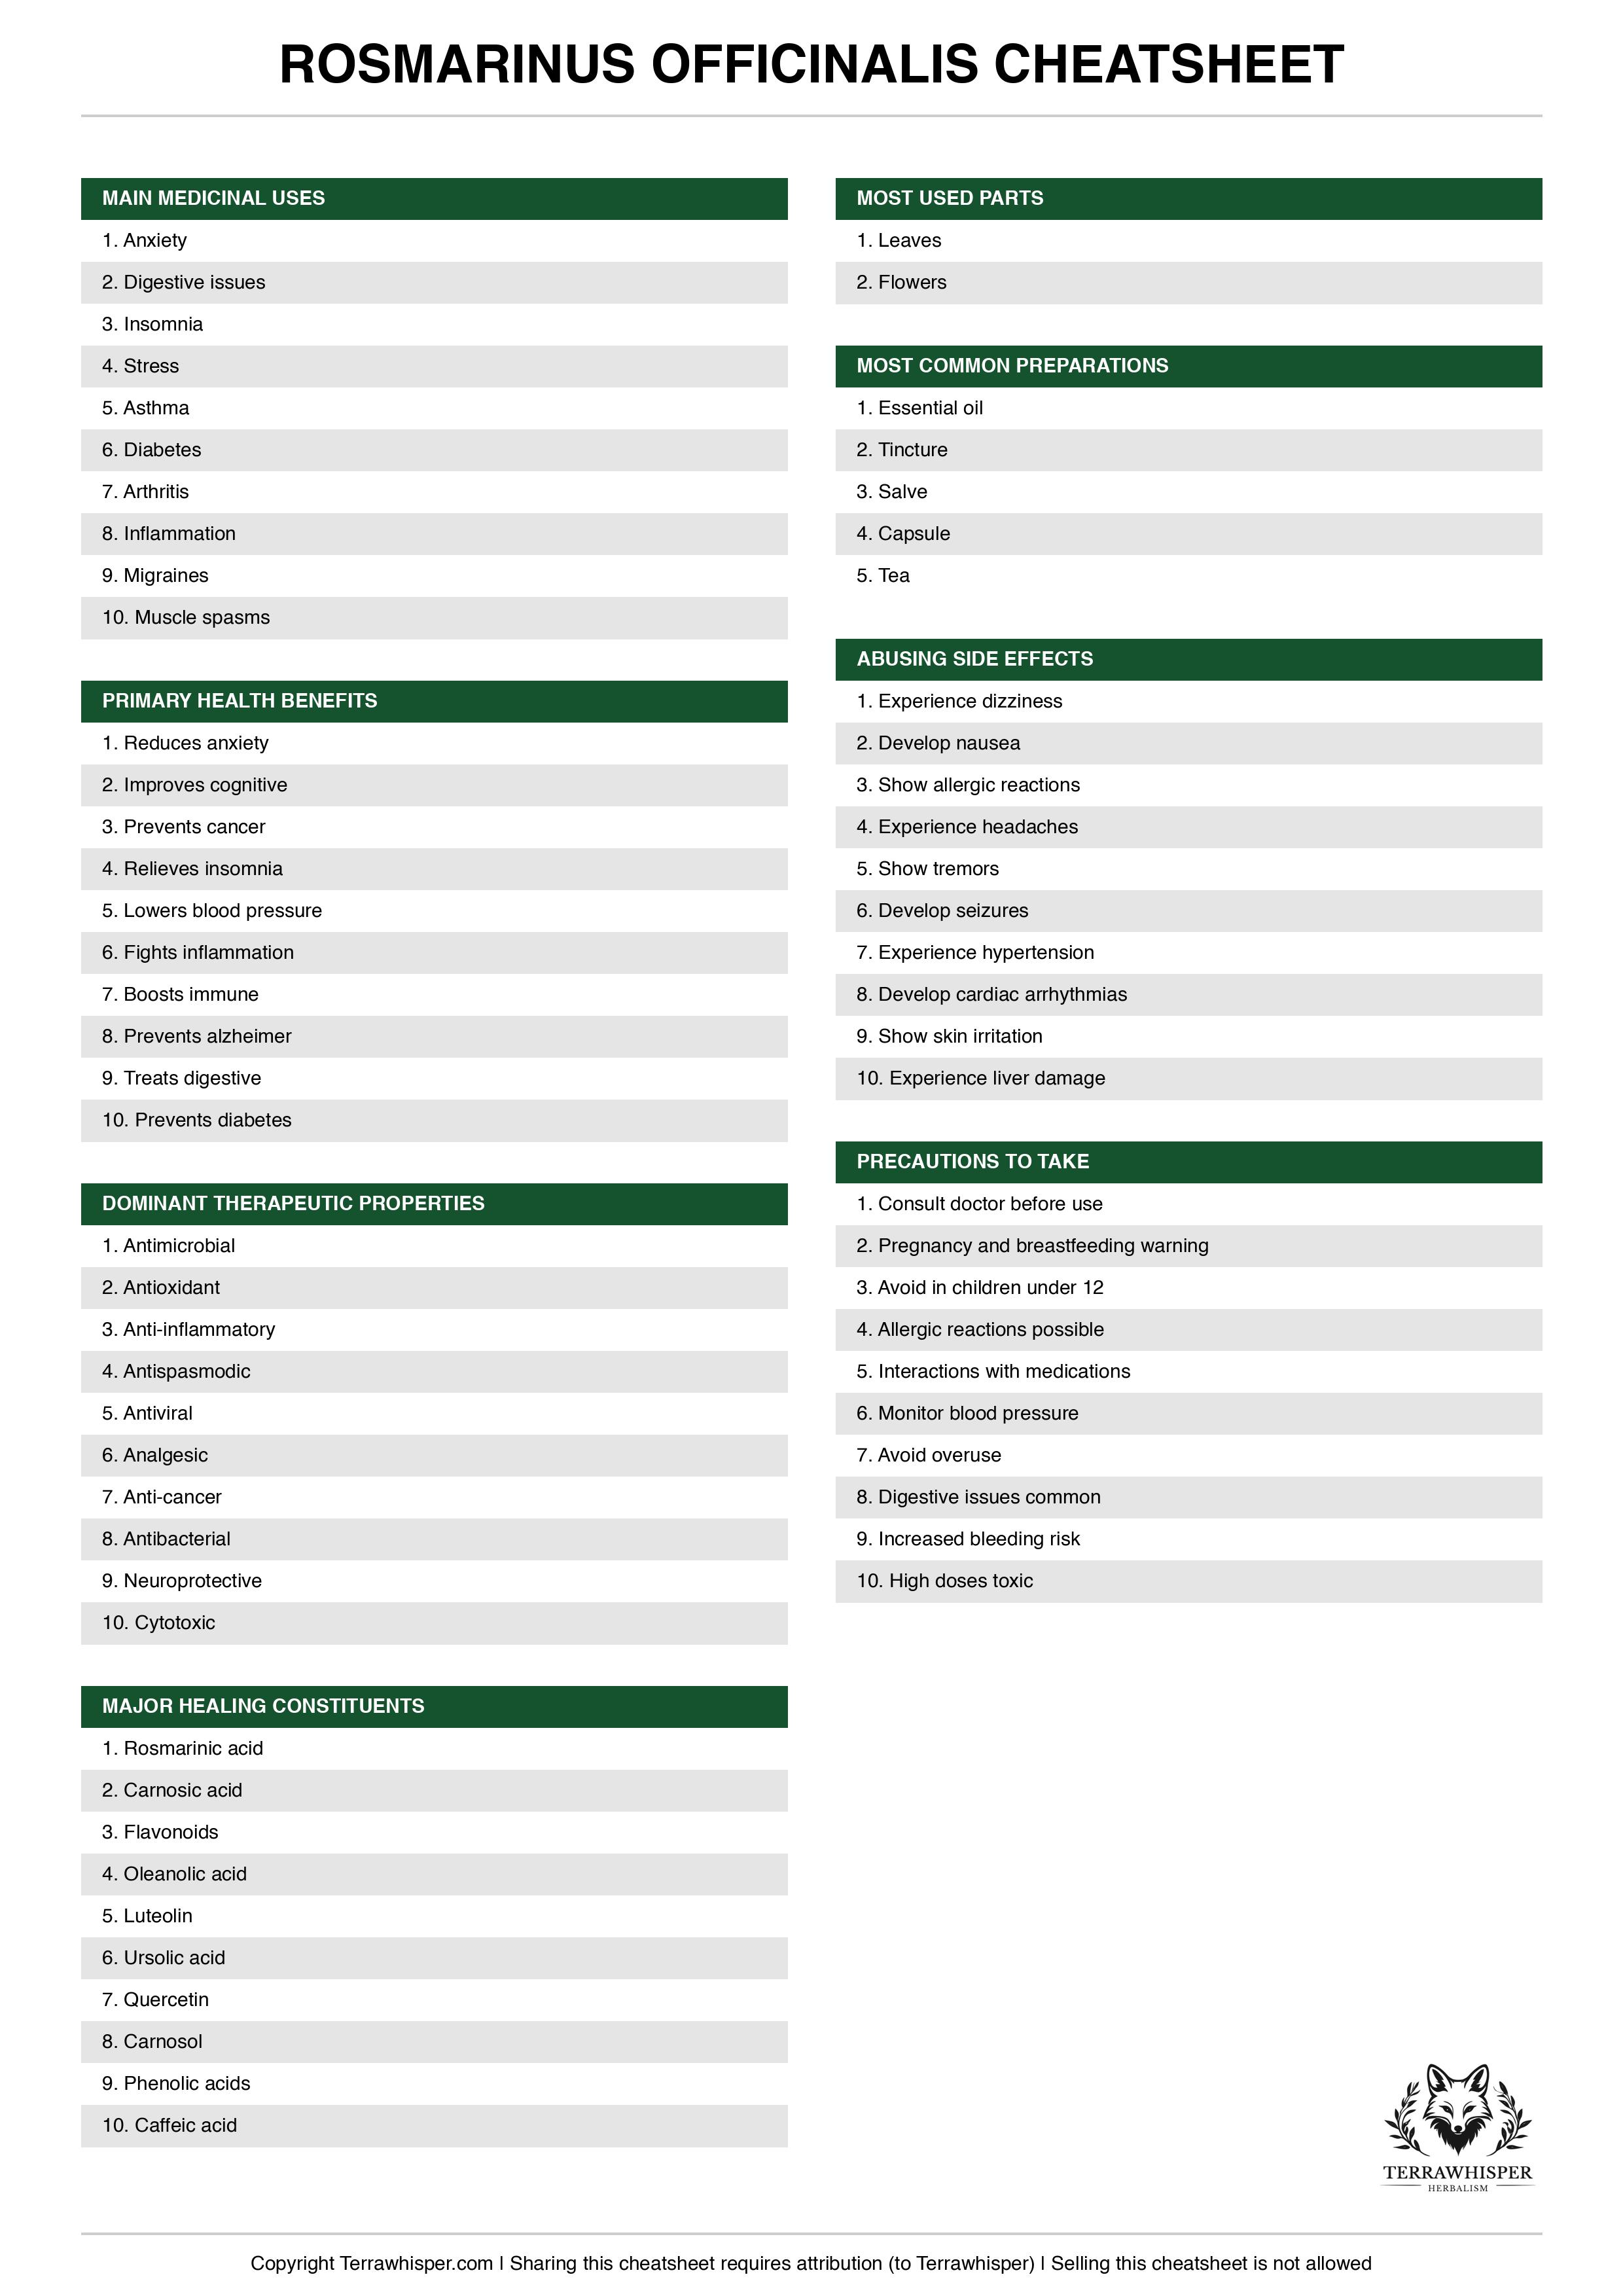 ROSMARINUS OFFICINALIS CHEATSHEET
MAIN MEDICINAL USES
1. Anxiety
2. Digestive issues
3. Insomnia
4. Stress
5. Asthma
6. Diabetes
7. Arthritis
8. Inflammation
9. Migraines
10. Muscle spasms
PRIMARY HEALTH BENEFITS
1. Reduces anxiety
2. Improves cognitive
3. Prevents cancer
4. Relieves insomnia
5. Lowers blood pressure
6. Fights inflammation
7. Boosts immune
8. Prevents alzheimer
9. Treats digestive
10. Prevents diabetes
DOMINANT THERAPEUTIC PROPERTIES
1. Antimicrobial
2. Antioxidant
3. Anti-inflammatory
4. Antispasmodic
5. Antiviral
6. Analgesic
7. Anti-cancer
8. Antibacterial
9. Neuroprotective
10. Cytotoxic
MAJOR HEALING CONSTITUENTS
1. Rosmarinic acid
2. Carnosic acid
3. Flavonoids
4. Oleanolic acid
5. Luteolin
6. Ursolic acid
7. Quercetin
8. Carnosol
9. Phenolic acids
10. Caffeic acid
MOST USED PARTS
1. Leaves
2. Flowers
MOST COMMON PREPARATIONS
1. Essential oil
2. Tincture
3. Salve
4. Capsule
5. Tea
ABUSING SIDE EFFECTS
1. Experience dizziness
2. Develop nausea
3. Show allergic reactions
4. Experience headaches
5. Show tremors
6. Develop seizures
7. Experience hypertension
8. Develop cardiac arrhythmias
9. Show skin irritation
10. Experience liver damage
PRECAUTIONS TO TAKE
1. Consult doctor before use
2. Pregnancy and breastfeeding warning
3. Avoid in children under 12
4. Allergic reactions possible
5. Interactions with medications
6. Monitor blood pressure
7. Avoid overuse
8. Digestive issues common
9. Increased bleeding risk
10. High doses toxic
TERRAWHISPER
HERBALISM
Copyright Terrawhisper.com | Sharing this cheatsheet requires attribution (to Terrawhisper) | Selling this cheatsheet is not allowed